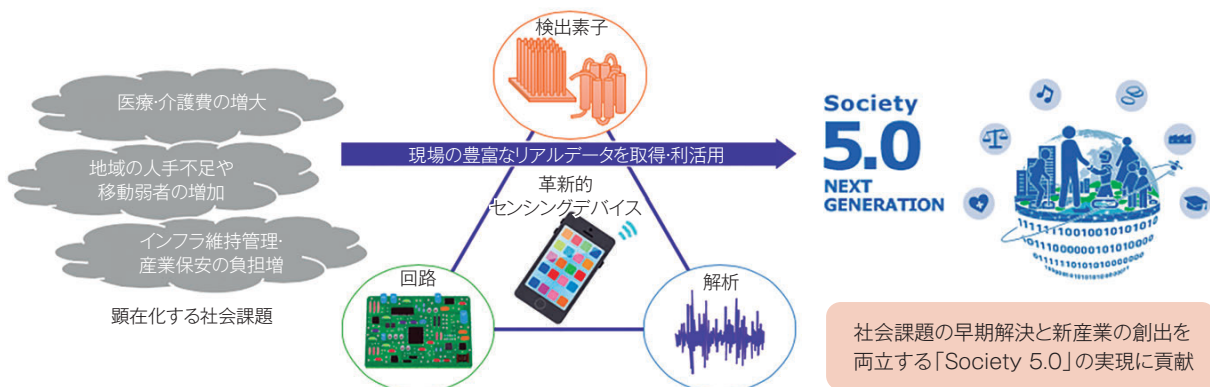 検出素子
医療・介護費の増大
地域の人手不足や
移動弱者の増加
インフラ維持管理・
産業保安の負担増
顕在化する社会課題
現場の豊富なリアルデータを取得・利活用
革新的
センシングデバイス
回路
解析
Society
5.0
NEXT
GENERATION
社会課題の早期解決と新産業の創出を
両立する「Society 5.0」の実現に貢献